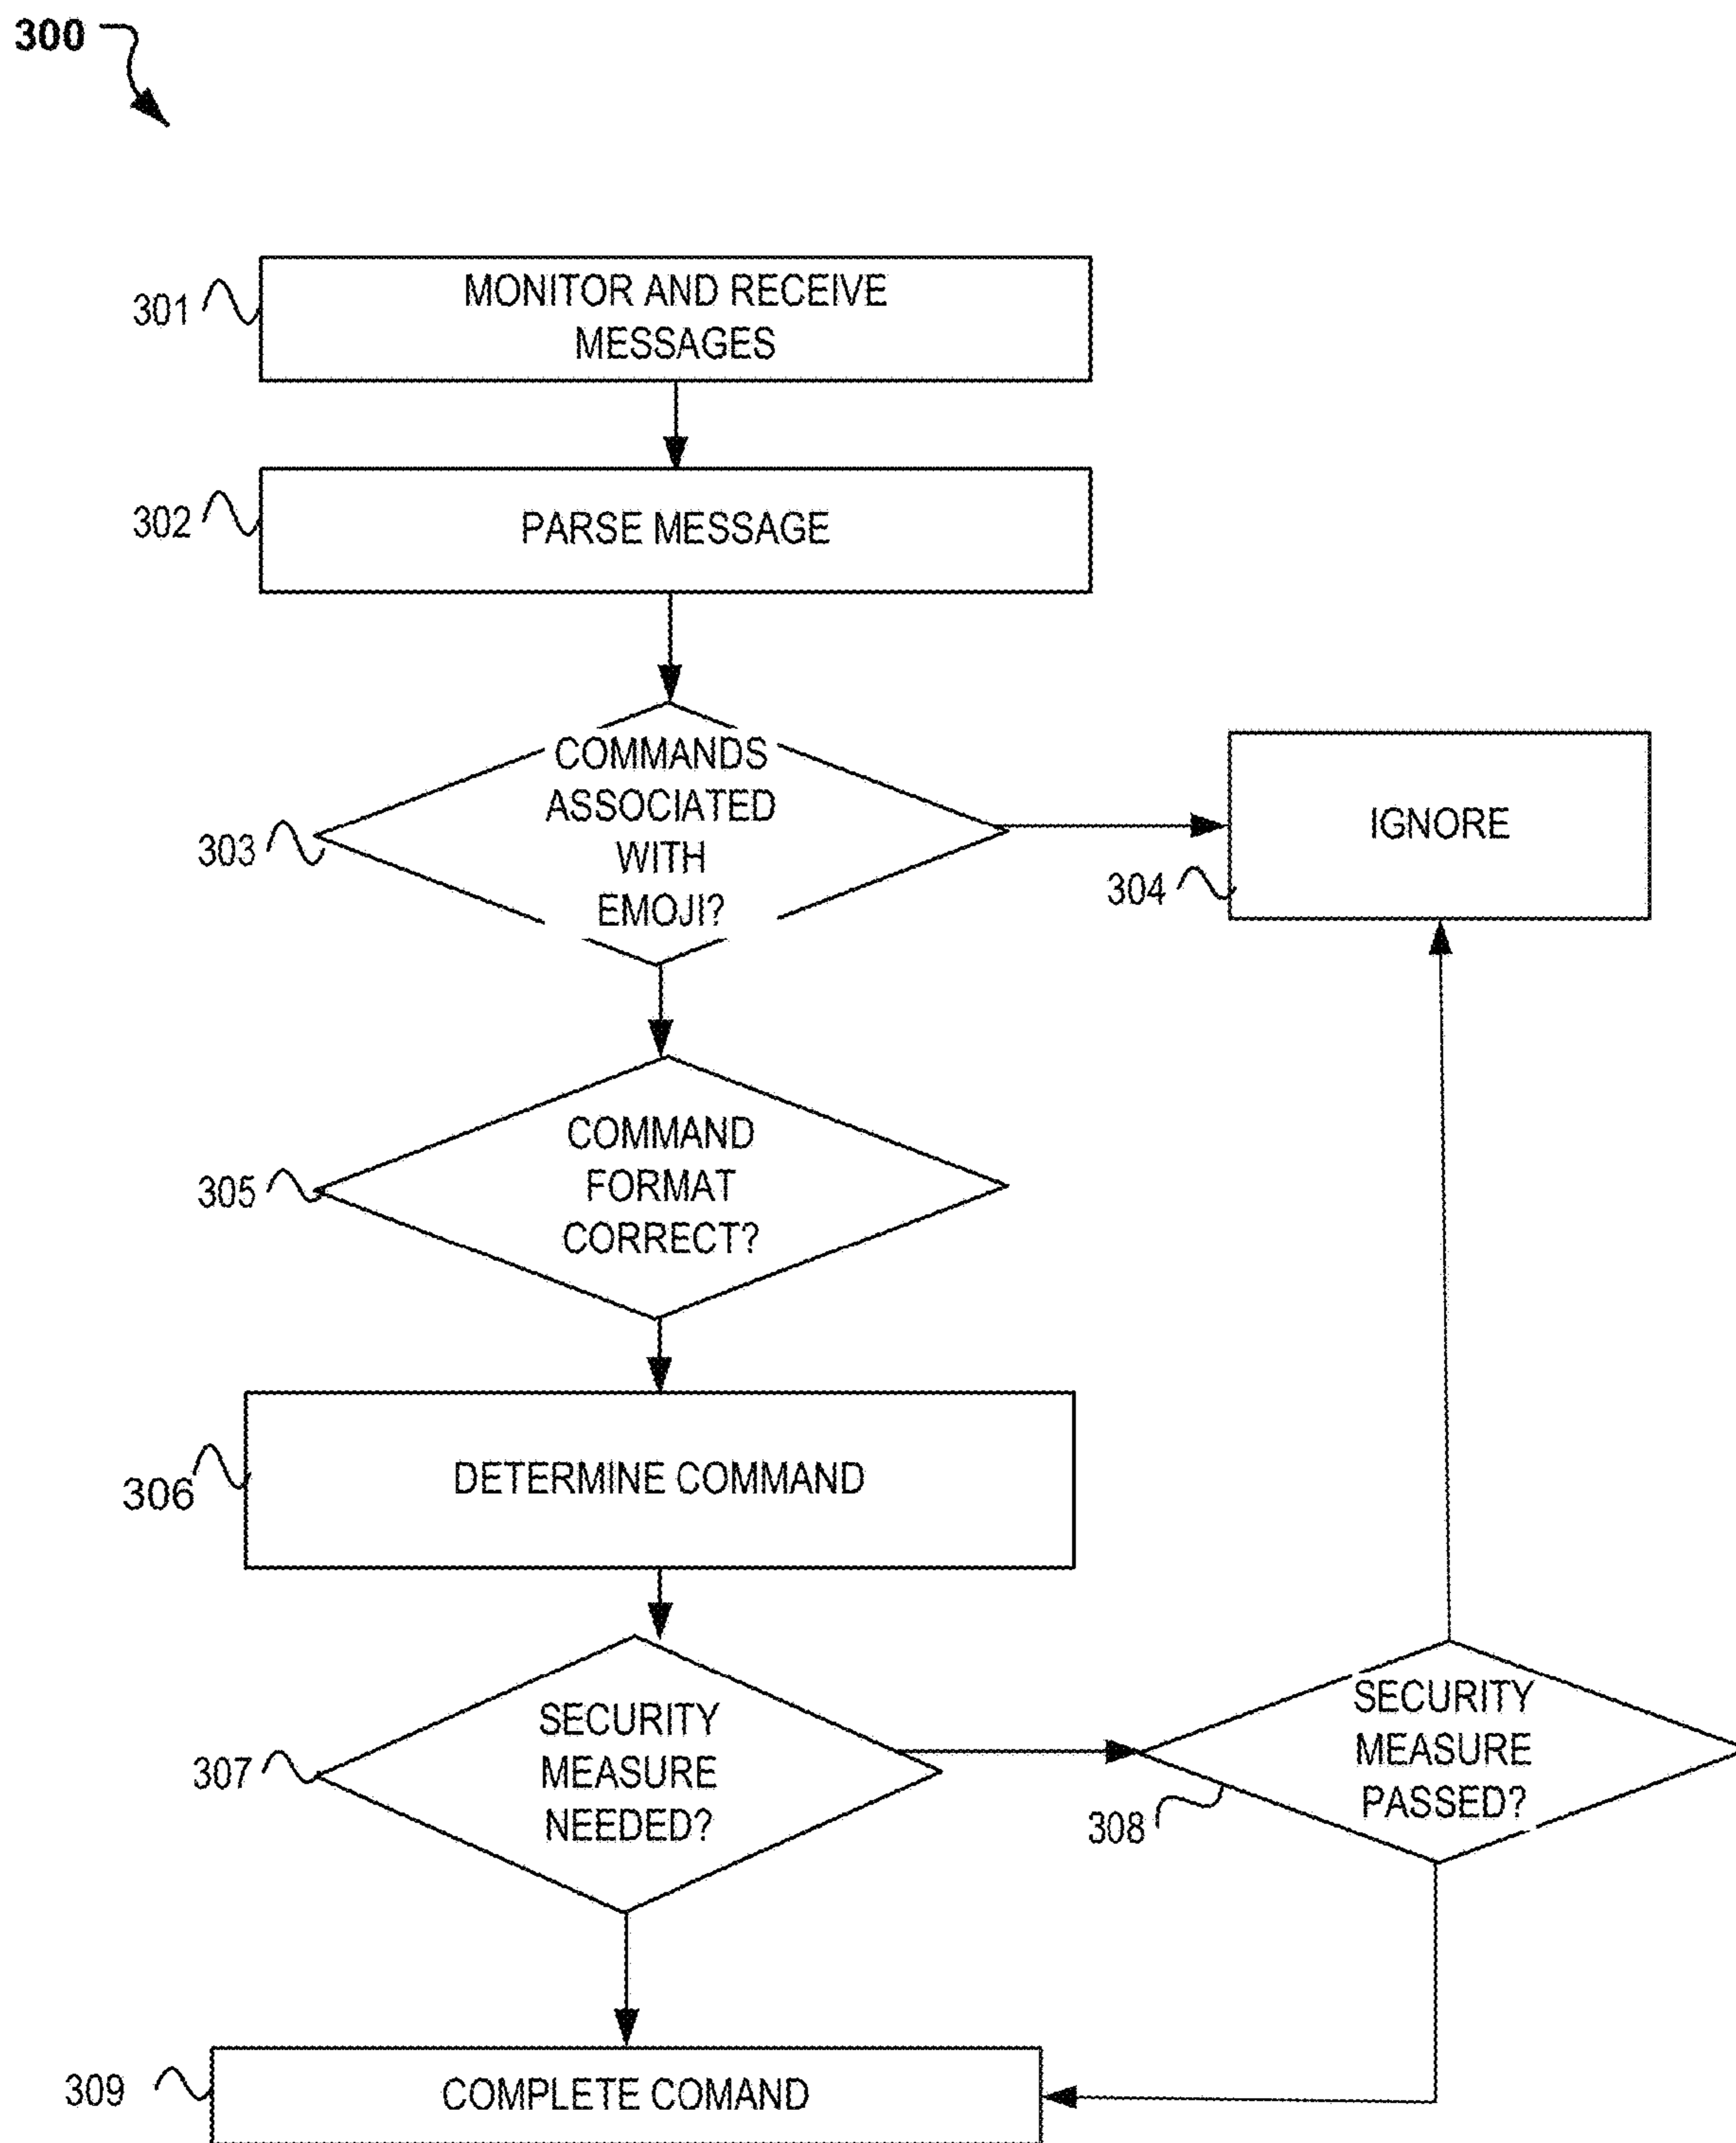 300
301
MONITOR AND RECEIVE
MESSAGES
302
PARSE MESSAGE
303
COMMANDS
ASSOCIATED
WITH
EMOJI?
IGNORE
304
305
COMMAND
FORMAT
CORRECT?
306
DETERMINE COMMAND
307
SECURITY
MEASURE
NEEDED?
308
SECURITY
MEASURE
PASSED?
309
COMPLETE COMAND